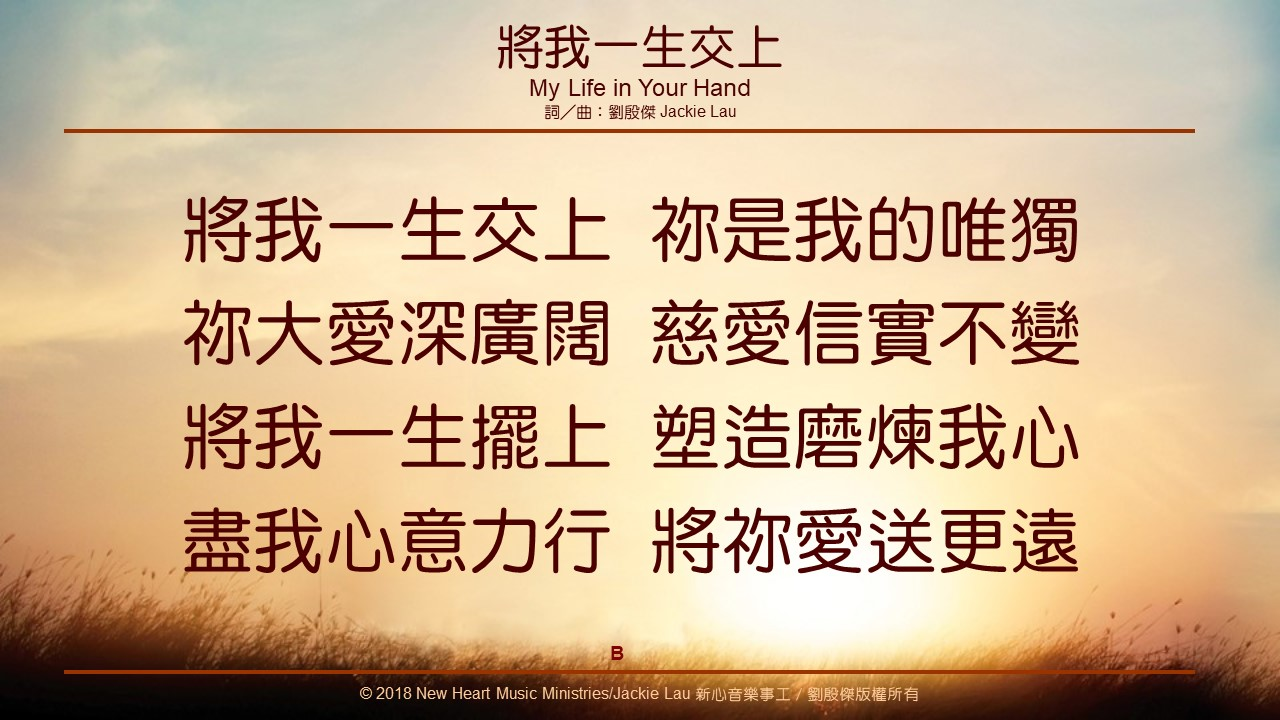 將我一生交上
My Life in Your Hand
詞／曲：劉殷傑 Jackie Lau
將我一生交上 祢是我的唯獨
祢大愛深廣闊 慈愛信實不變
將我一生擺上 塑造磨煉我心
盡我心意力行 將祢愛送更遠
B
© 2018 New Heart Music Ministries/Jackie Lau 新心音樂事工 / 劉殷傑版權所有